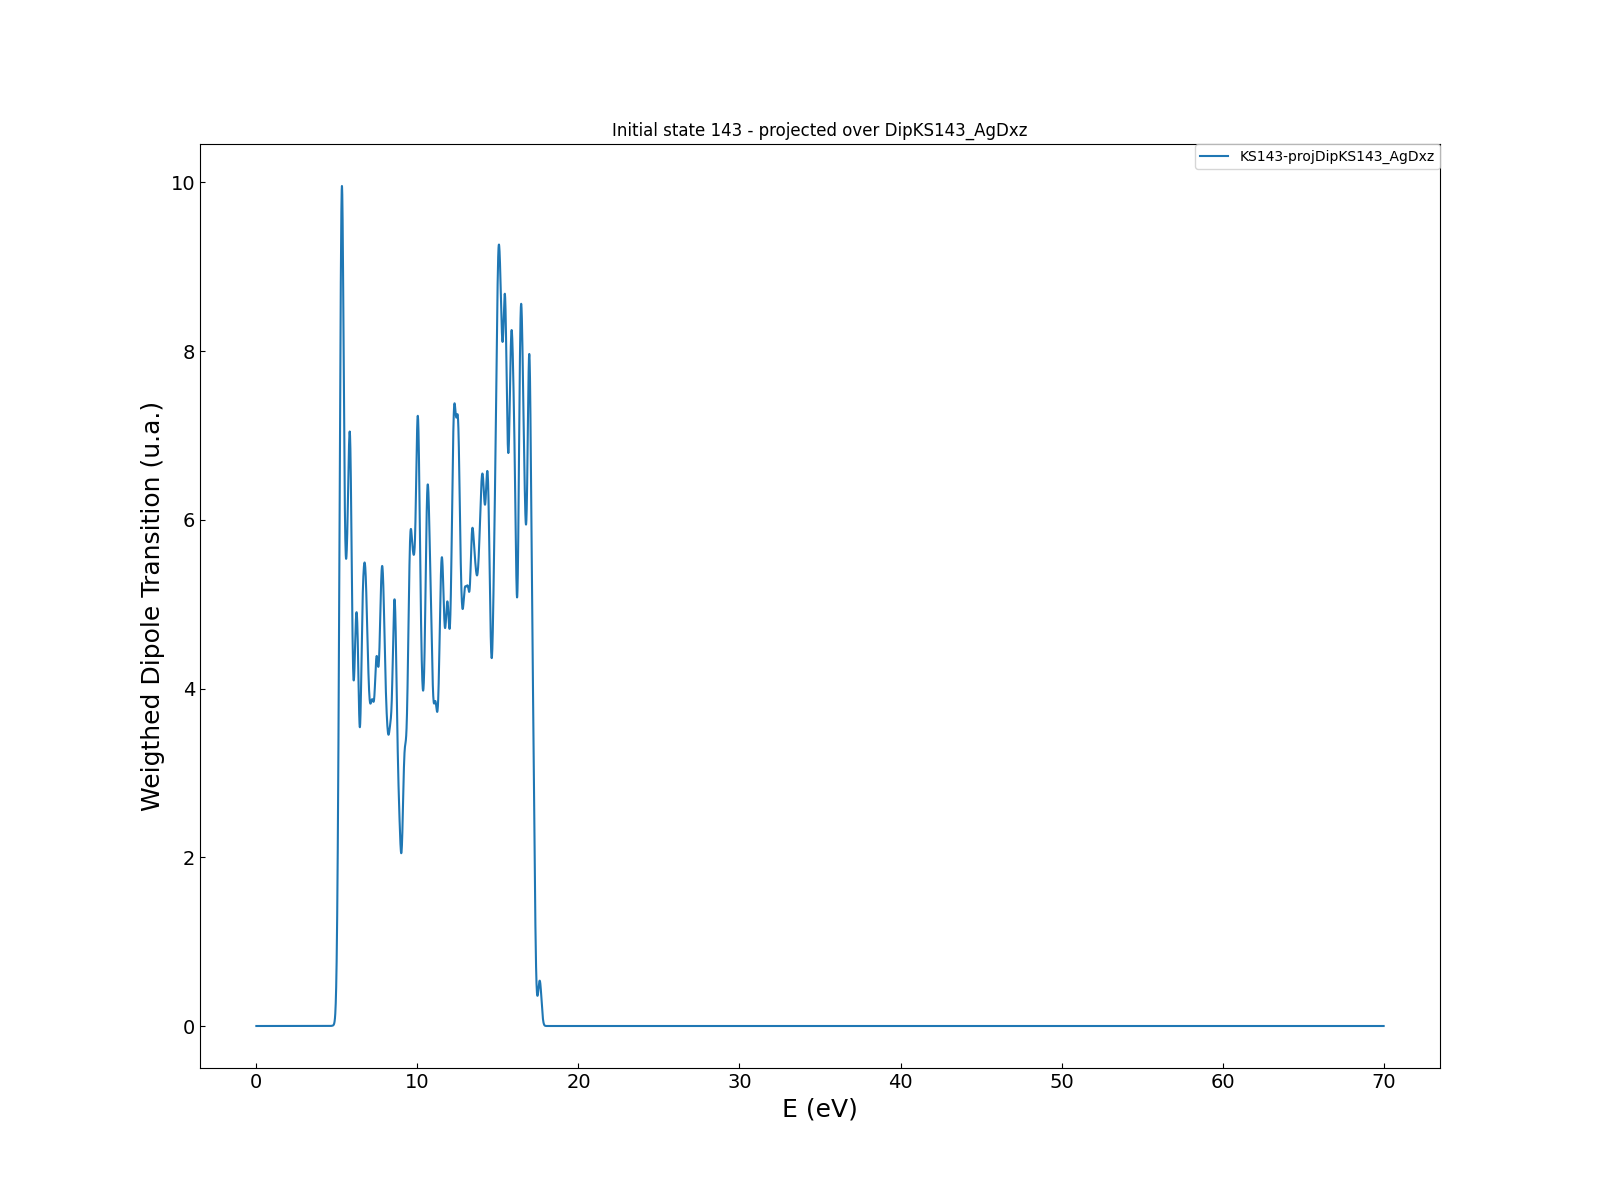 Initial state 143 - projected over DipKS143_AgDxz
KS143-projDipKS143_AgDxz
10
8
6
4
2
0
Weigthed Dipole Transition (u.a.)
0 10 20 30 40 50 60 70
E (eV)